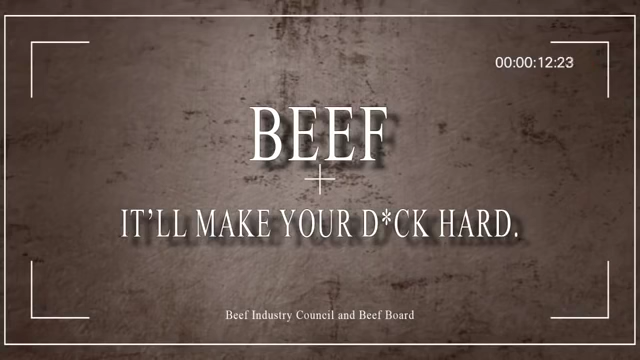 00:00:12:23
BEEF
IT’LL MAKE YOUR D*CK HARD.
Beef Industry Council and Beef Board